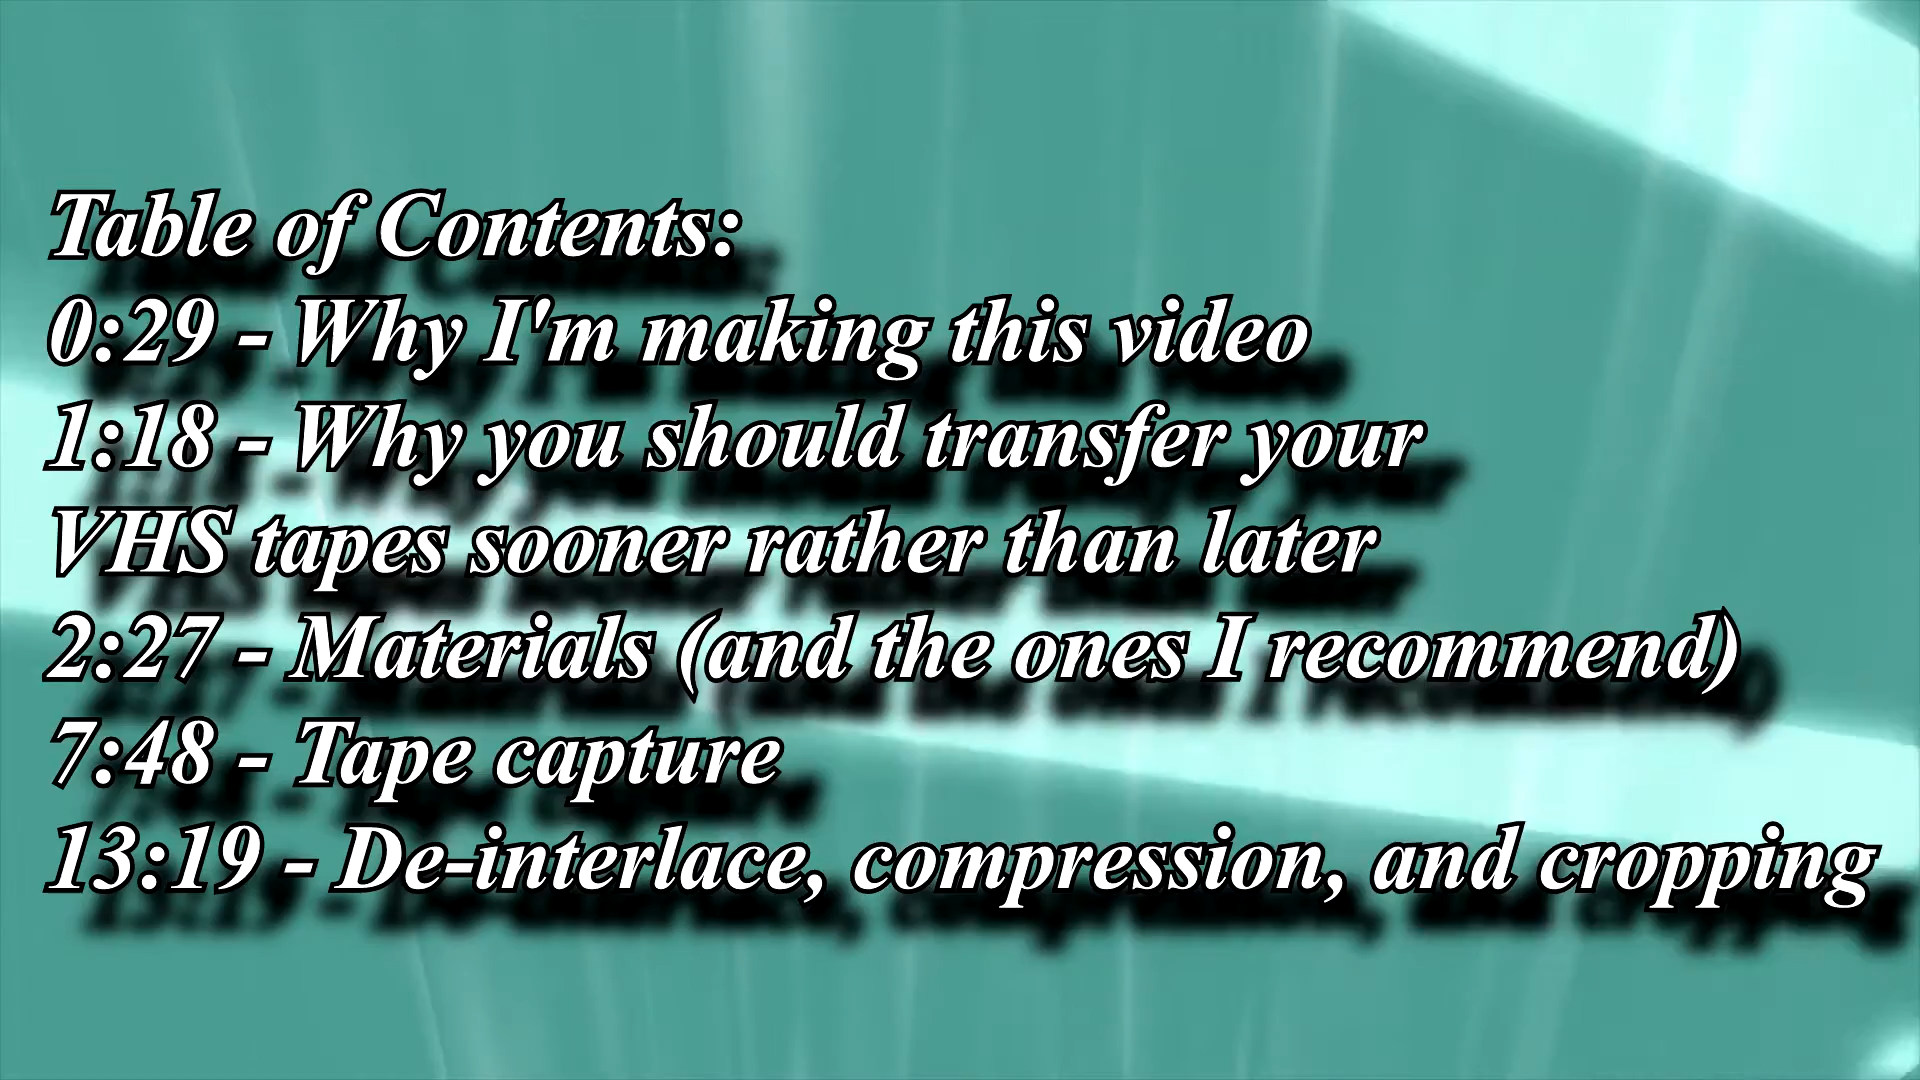 Table of Contents:
0:29 - Why I'm making this video
1:18 - Why you should transfer your
VHS tapes sooner rather than later
2:27 - Materials (and the ones I recommend)
7:48 - Tape capture
13:19 - De-interlace, compression, and cropping